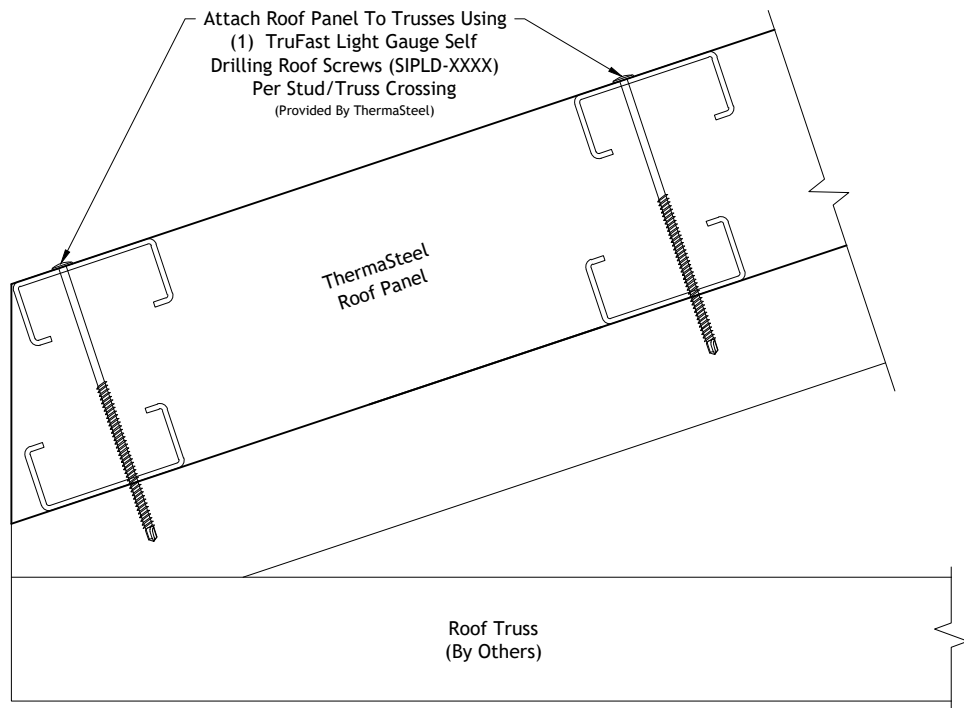 Attach Roof Panel To Trusses Using
(1) TruFast Light Gauge Self
Drilling Roof Screws (SIPLD-XXXX)
Per Stud/Truss Crossing
(Provided By ThermaSteel)
ThermaSteel
Roof Panel
Roof Truss
(By Others)